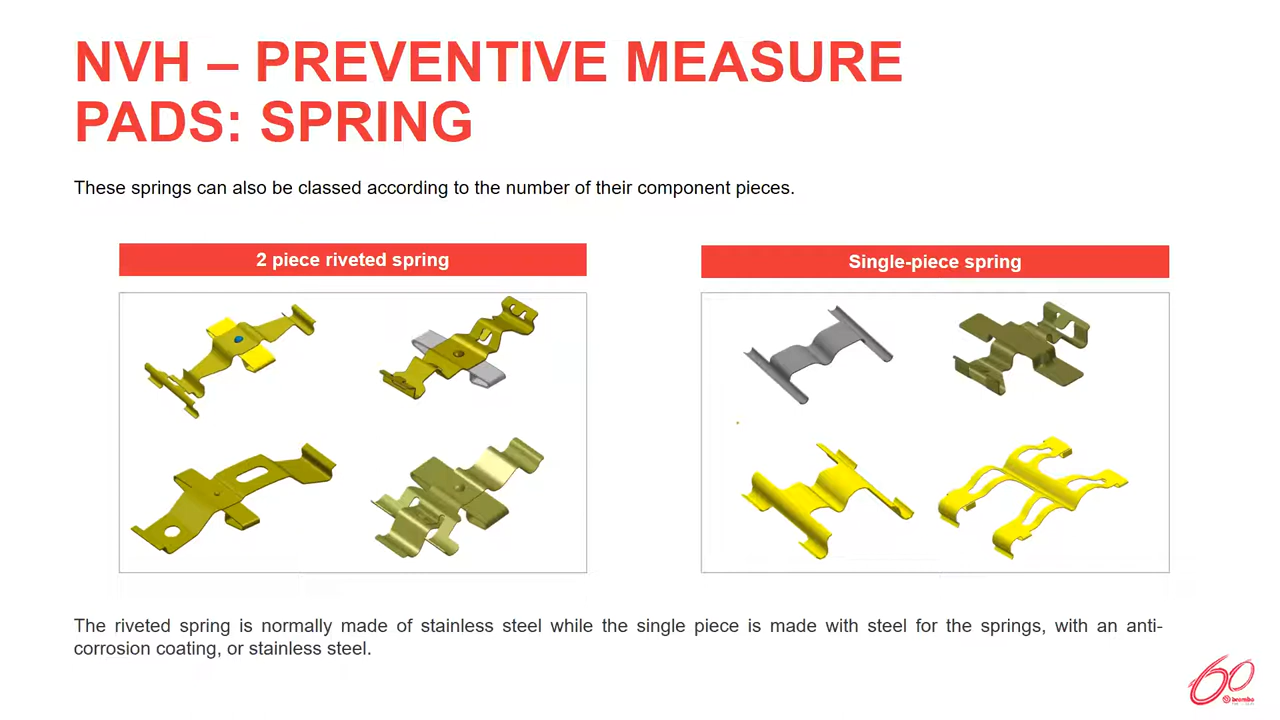 NVH – PREVENTIVE MEASURE
PADS: SPRING
These springs can also be classed according to the number of their component pieces.
2 piece riveted spring
Single-piece spring
The riveted spring is normally made of stainless steel while the single piece is made with steel for the springs, with an anti-
corrosion coating, or stainless steel.
60
brembo